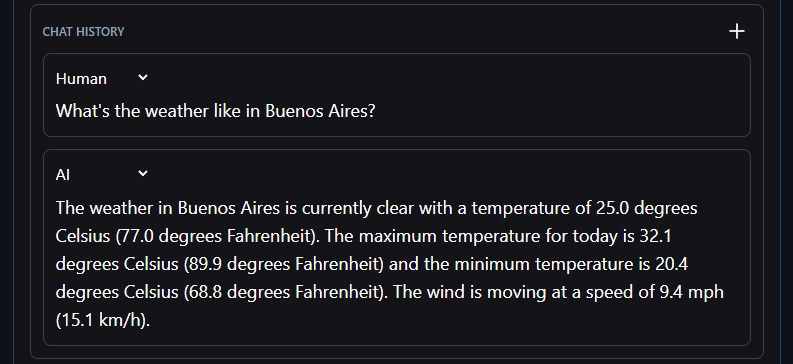 CHAT HISTORY
Human
What's the weather like in Buenos Aires?
AI
The weather in Buenos Aires is currently clear with a temperature of 25.0 degrees
Celsius (77.0 degrees Fahrenheit). The maximum temperature for today is 32.1
degrees Celsius (89.9 degrees Fahrenheit) and the minimum temperature is 20.4
degrees Celsius (68.8 degrees Fahrenheit). The wind is moving at a speed of 9.4 mph
(15.1 km/h).